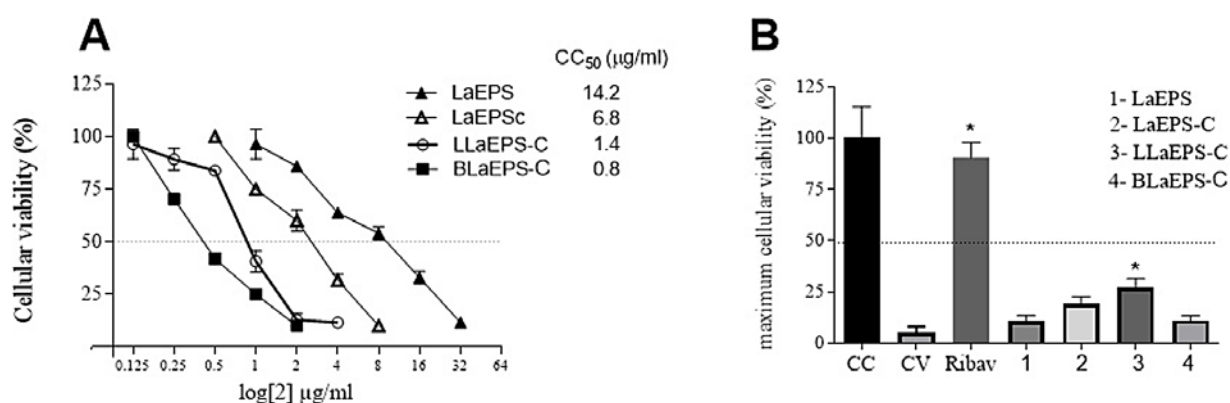 A
CC50 (µg/ml)
LaEPS 14.2
LaEPSc 6.8
LLaEPS-C 1.4
BLaEPS-C 0.8
Cellular viability (%)
125
100
75
50
25
0.125 0.25 0.5 1 2 4 8 16 32 64
log[2] µg/ml
B
maximum cellular viability (%)
125
100
75
50
25
0
* *
1- LaEPS
2- LaEPS-C
3- LLaEPS-C
4- BLaEPS-C
CC CV Ribav 1 2 3 4